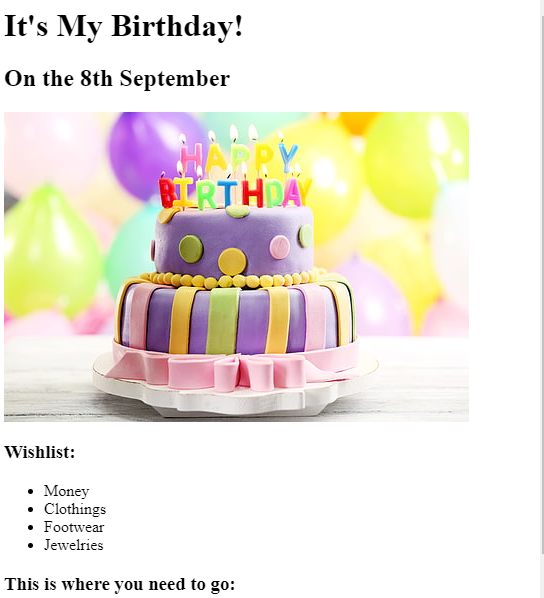 It's My Birthday!
On the 8th September
HAPPY
BIRTHDAY
Wishlist:
Money
Clothings
Footwear
Jewelries
This is where you need to go: